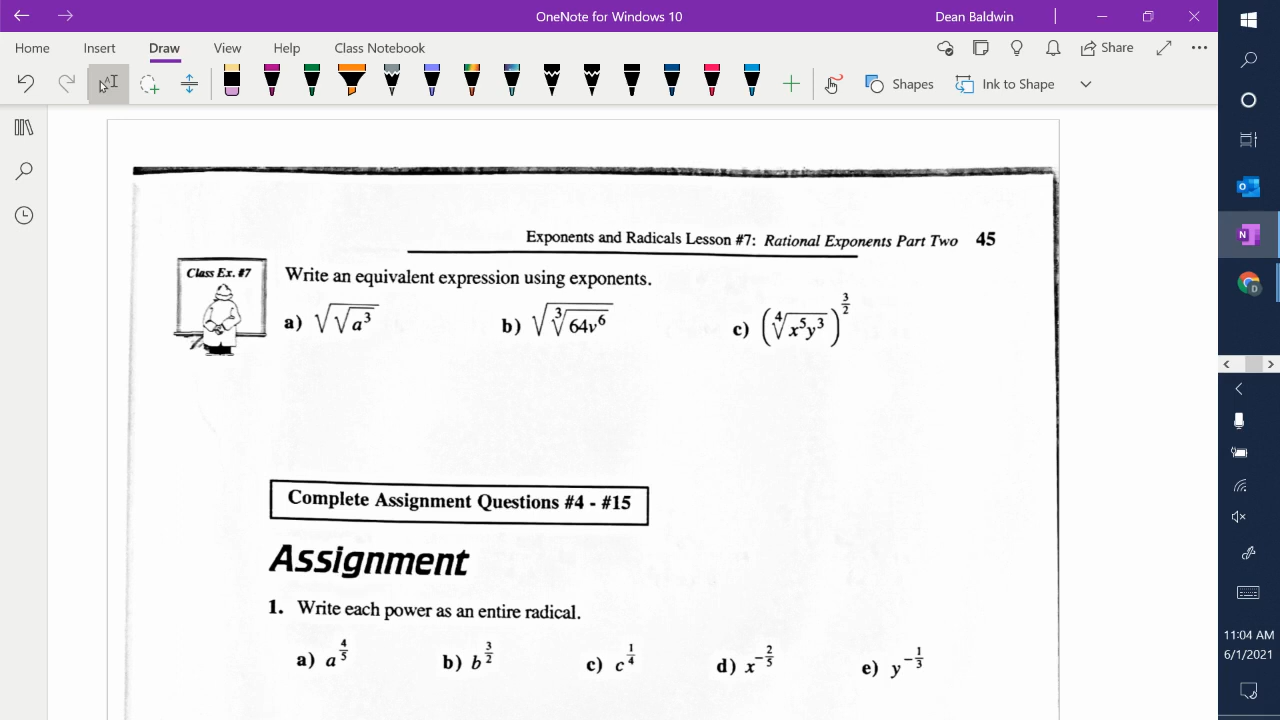 OneNote for Windows 10
Dean Baldwin
Home Insert Draw View Help Class Notebook
Share
Shapes Ink to Shape
Exponents and Radicals Lesson #7: Rational Exponents Part Two 45
Class Ex. #7
Write an equivalent expression using exponents.
a) √√a³ b) √∛64v⁶ c) (∜x⁵y³)^(3/2)
Complete Assignment Questions #4 - #15
Assignment
1. Write each power as an entire radical.
a) a^(4/5) b) b^(3/2) c) c^(1/4) d) x^(-2/5) e) y^(-1/3)
11:04 AM
6/1/2021